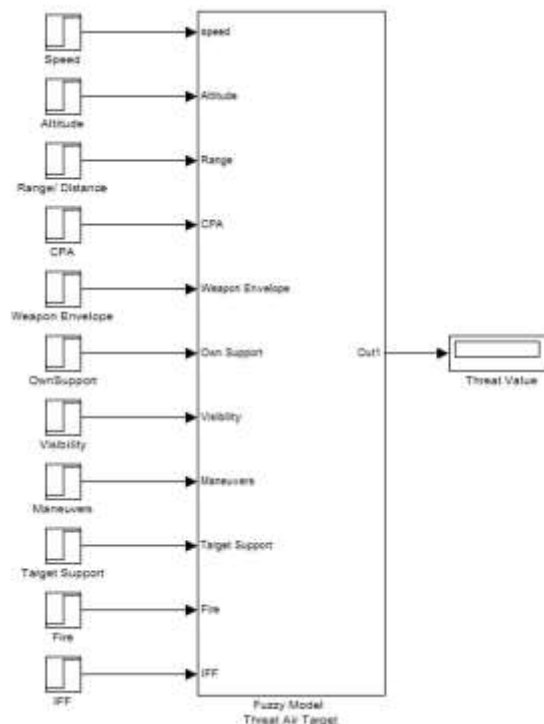 speed
Speed
Altitude
Altitude
Range
Range/ Distance
CPA
CPA
Weapon Envelope
Weapon Envelope
Own Support
Out1
OwnSupport
Threat Value
Visibility
Visibility
Maneuvers
Maneuvers
Target Support
Target Support
Fire
Fire
IFF
IFF
Fuzzy Model
Threat Air Target